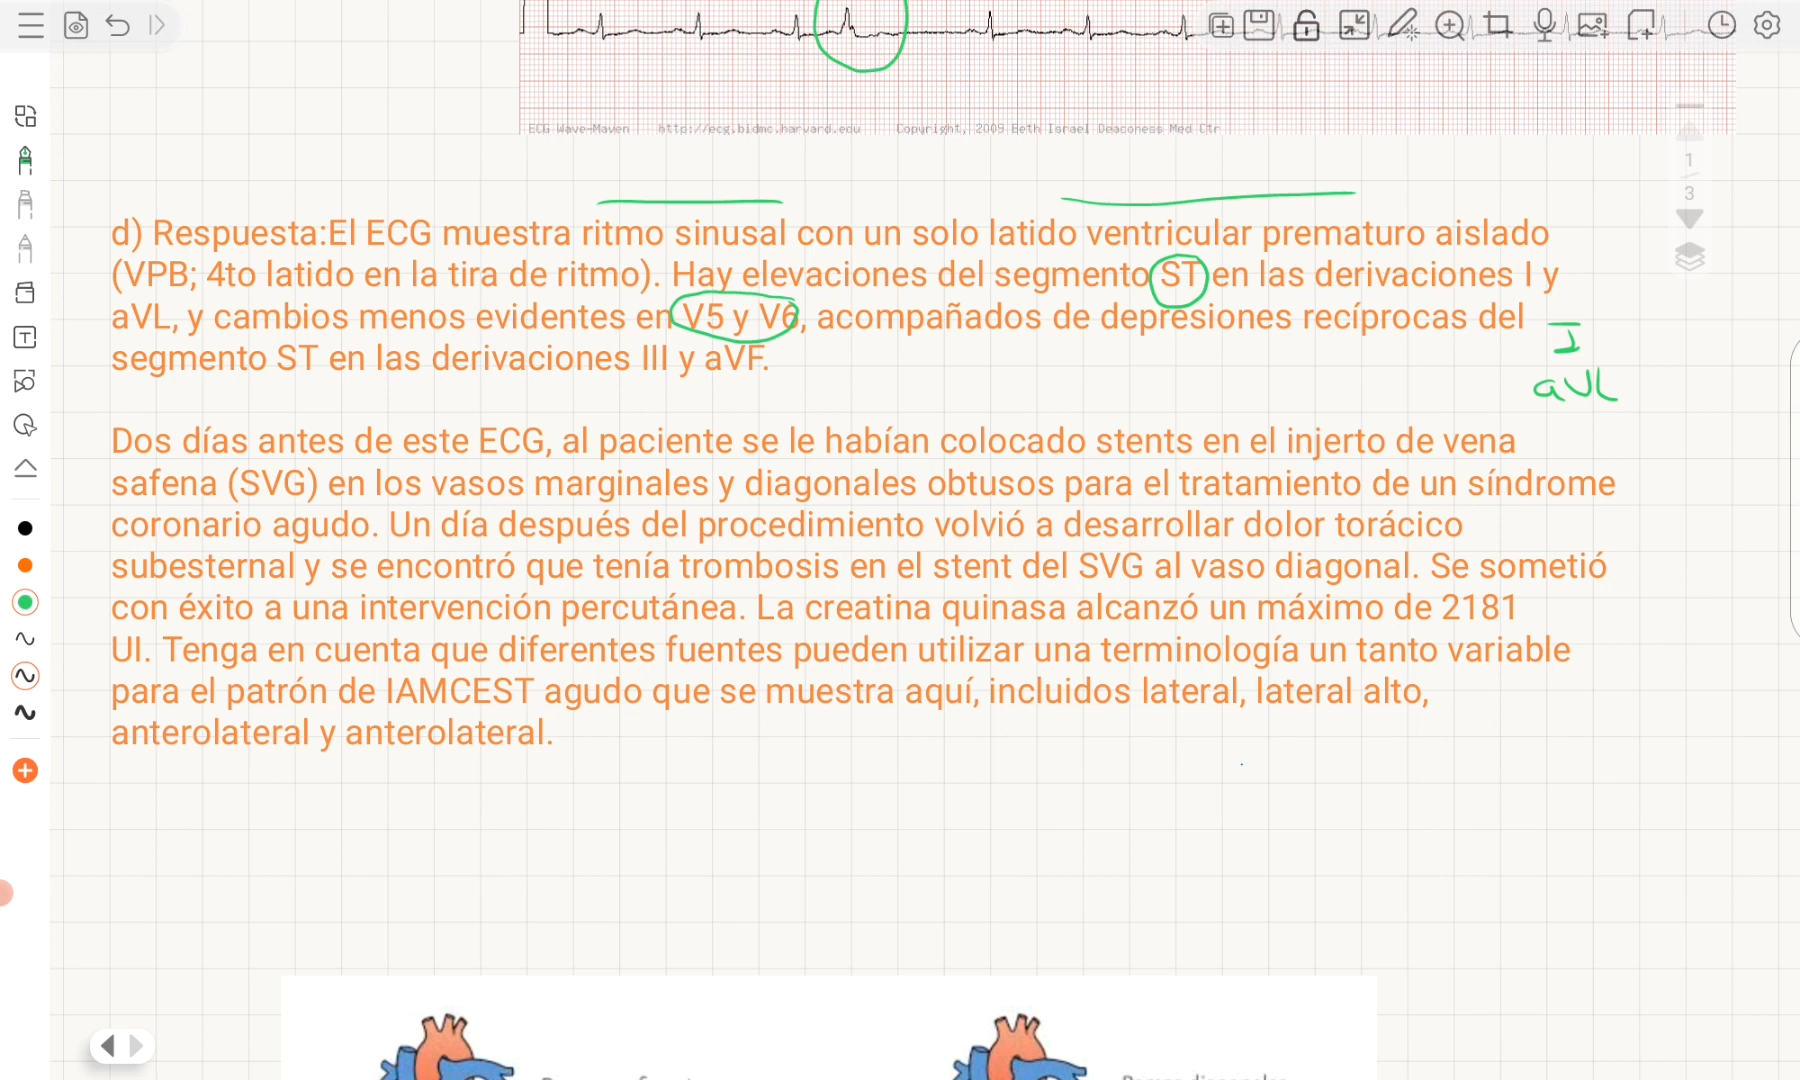 ECG Wave-Maven http://ecg.bidmc.harvard.edu Copyright, 2009 Beth Israel Deaconess Med Ctr
1
3
d) Respuesta:El ECG muestra ritmo sinusal con un solo latido ventricular prematuro aislado
(VPB; 4to latido en la tira de ritmo). Hay elevaciones del segmento ST en las derivaciones I y
aVL, y cambios menos evidentes en V5 y V6, acompañados de depresiones recíprocas del
segmento ST en las derivaciones III y aVF.
I
aVL
Dos días antes de este ECG, al paciente se le habían colocado stents en el injerto de vena
safena (SVG) en los vasos marginales y diagonales obtusos para el tratamiento de un síndrome
coronario agudo. Un día después del procedimiento volvió a desarrollar dolor torácico
subesternal y se encontró que tenía trombosis en el stent del SVG al vaso diagonal. Se sometió
con éxito a una intervención percutánea. La creatina quinasa alcanzó un máximo de 2181
UI. Tenga en cuenta que diferentes fuentes pueden utilizar una terminología un tanto variable
para el patrón de IAMCEST agudo que se muestra aquí, incluidos lateral, lateral alto,
anterolateral y anterolateral.